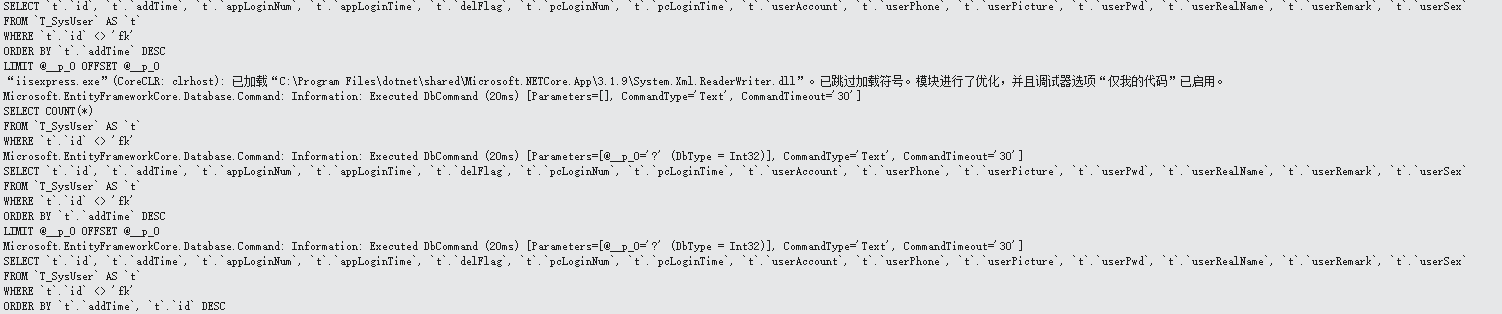 SELECT `t`.`id`, `t`.`addTime`, `t`.`appLoginNum`, `t`.`appLoginTime`, `t`.`delFlag`, `t`.`pcLoginNum`, `t`.`pcLoginTime`, `t`.`userAccount`, `t`.`userPhone`, `t`.`userPicture`, `t`.`userPwd`, `t`.`userRealName`, `t`.`userRemark`, `t`.`userSex`
FROM `T_SysUser` AS `t`
WHERE `t`.`id` <> 'fk'
ORDER BY `t`.`addTime` DESC
LIMIT @__p_0 OFFSET @__p_0
“iisexpress.exe”(CoreCLR: clrhost): 已加载“C:\Program Files\dotnet\shared\Microsoft.NETCore.App\3.1.9\System.Xml.ReaderWriter.dll”。已跳过加载符号。模块进行了优化，并且调试器选项“仅我的代码”已启用。
Microsoft.EntityFrameworkCore.Database.Command: Information: Executed DbCommand (20ms) [Parameters=[], CommandType='Text', CommandTimeout='30']
SELECT COUNT(*)
FROM `T_SysUser` AS `t`
WHERE `t`.`id` <> 'fk'
Microsoft.EntityFrameworkCore.Database.Command: Information: Executed DbCommand (20ms) [Parameters=[@__p_0='?' (DbType = Int32)], CommandType='Text', CommandTimeout='30']
SELECT `t`.`id`, `t`.`addTime`, `t`.`appLoginNum`, `t`.`appLoginTime`, `t`.`delFlag`, `t`.`pcLoginNum`, `t`.`pcLoginTime`, `t`.`userAccount`, `t`.`userPhone`, `t`.`userPicture`, `t`.`userPwd`, `t`.`userRealName`, `t`.`userRemark`, `t`.`userSex`
FROM `T_SysUser` AS `t`
WHERE `t`.`id` <> 'fk'
ORDER BY `t`.`addTime` DESC
LIMIT @__p_0 OFFSET @__p_0
Microsoft.EntityFrameworkCore.Database.Command: Information: Executed DbCommand (20ms) [Parameters=[@__p_0='?' (DbType = Int32)], CommandType='Text', CommandTimeout='30']
SELECT `t`.`id`, `t`.`addTime`, `t`.`appLoginNum`, `t`.`appLoginTime`, `t`.`delFlag`, `t`.`pcLoginNum`, `t`.`pcLoginTime`, `t`.`userAccount`, `t`.`userPhone`, `t`.`userPicture`, `t`.`userPwd`, `t`.`userRealName`, `t`.`userRemark`, `t`.`userSex`
FROM `T_SysUser` AS `t`
WHERE `t`.`id` <> 'fk'
ORDER BY `t`.`addTime`, `t`.`id` DESC